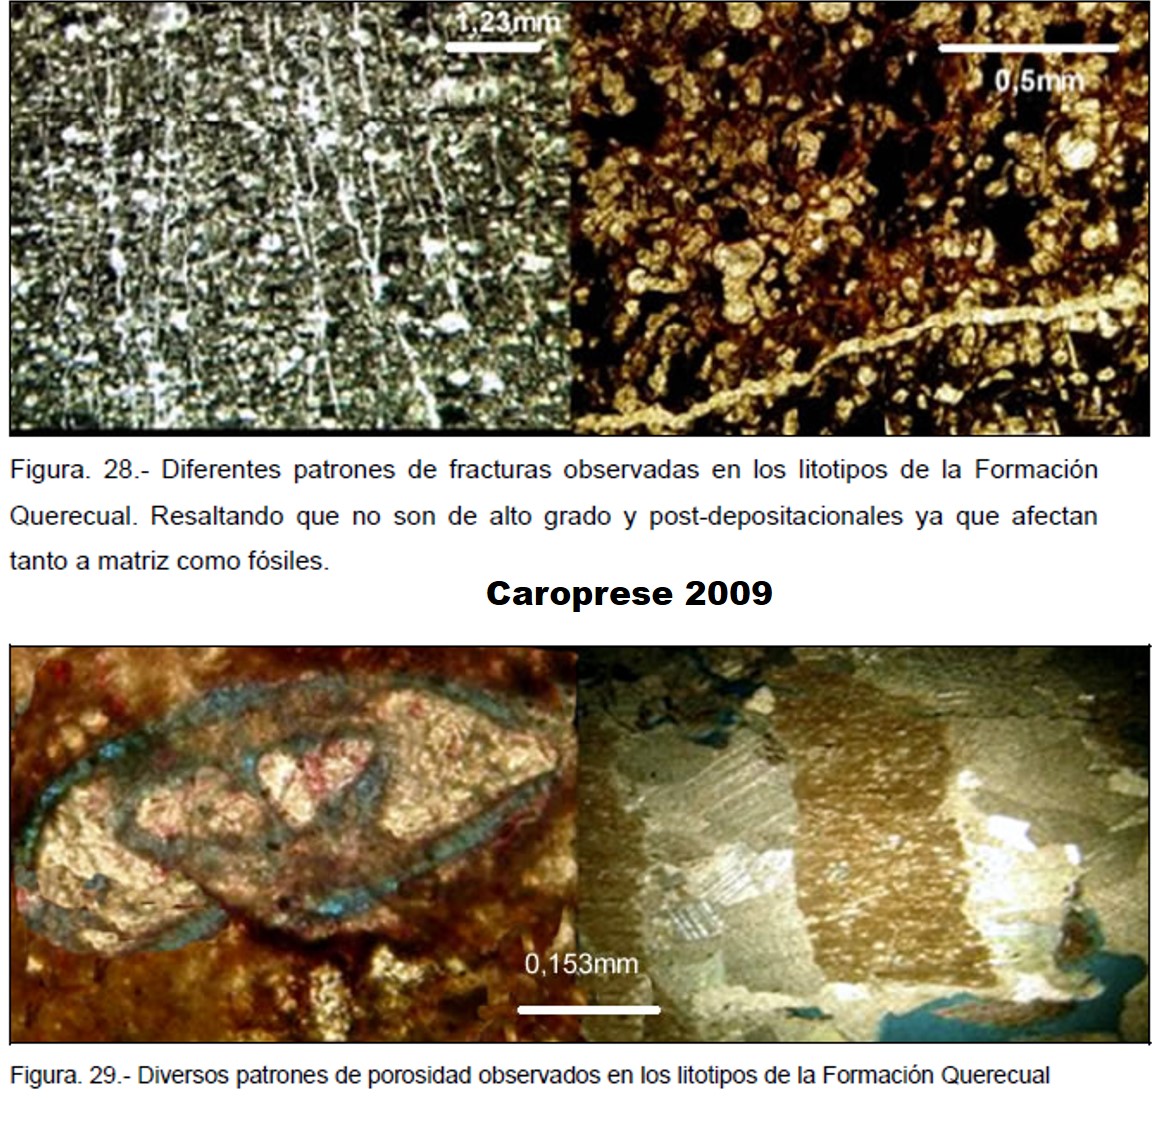 1,23mm
0,5mm
Figura. 28.- Diferentes patrones de fracturas observadas en los litotipos de la Formación
Querecual. Resaltando que no son de alto grado y post-depositacionales ya que afectan
tanto a matriz como fósiles.
Caroprese 2009
0,153mm
Figura. 29.- Diversos patrones de porosidad observados en los litotipos de la Formación Querecual